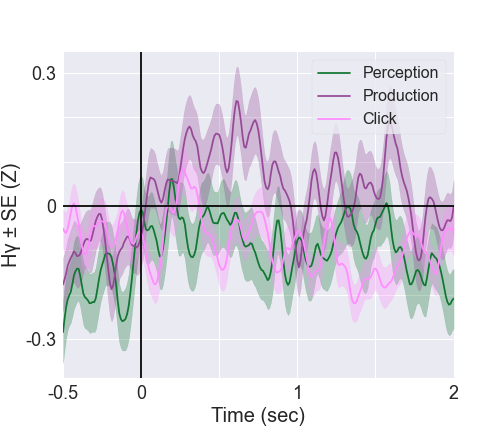 Perception
Production
Click
0.3
0
-0.3
Hγ ± SE (Z)
-0.5
0
1
2
Time (sec)